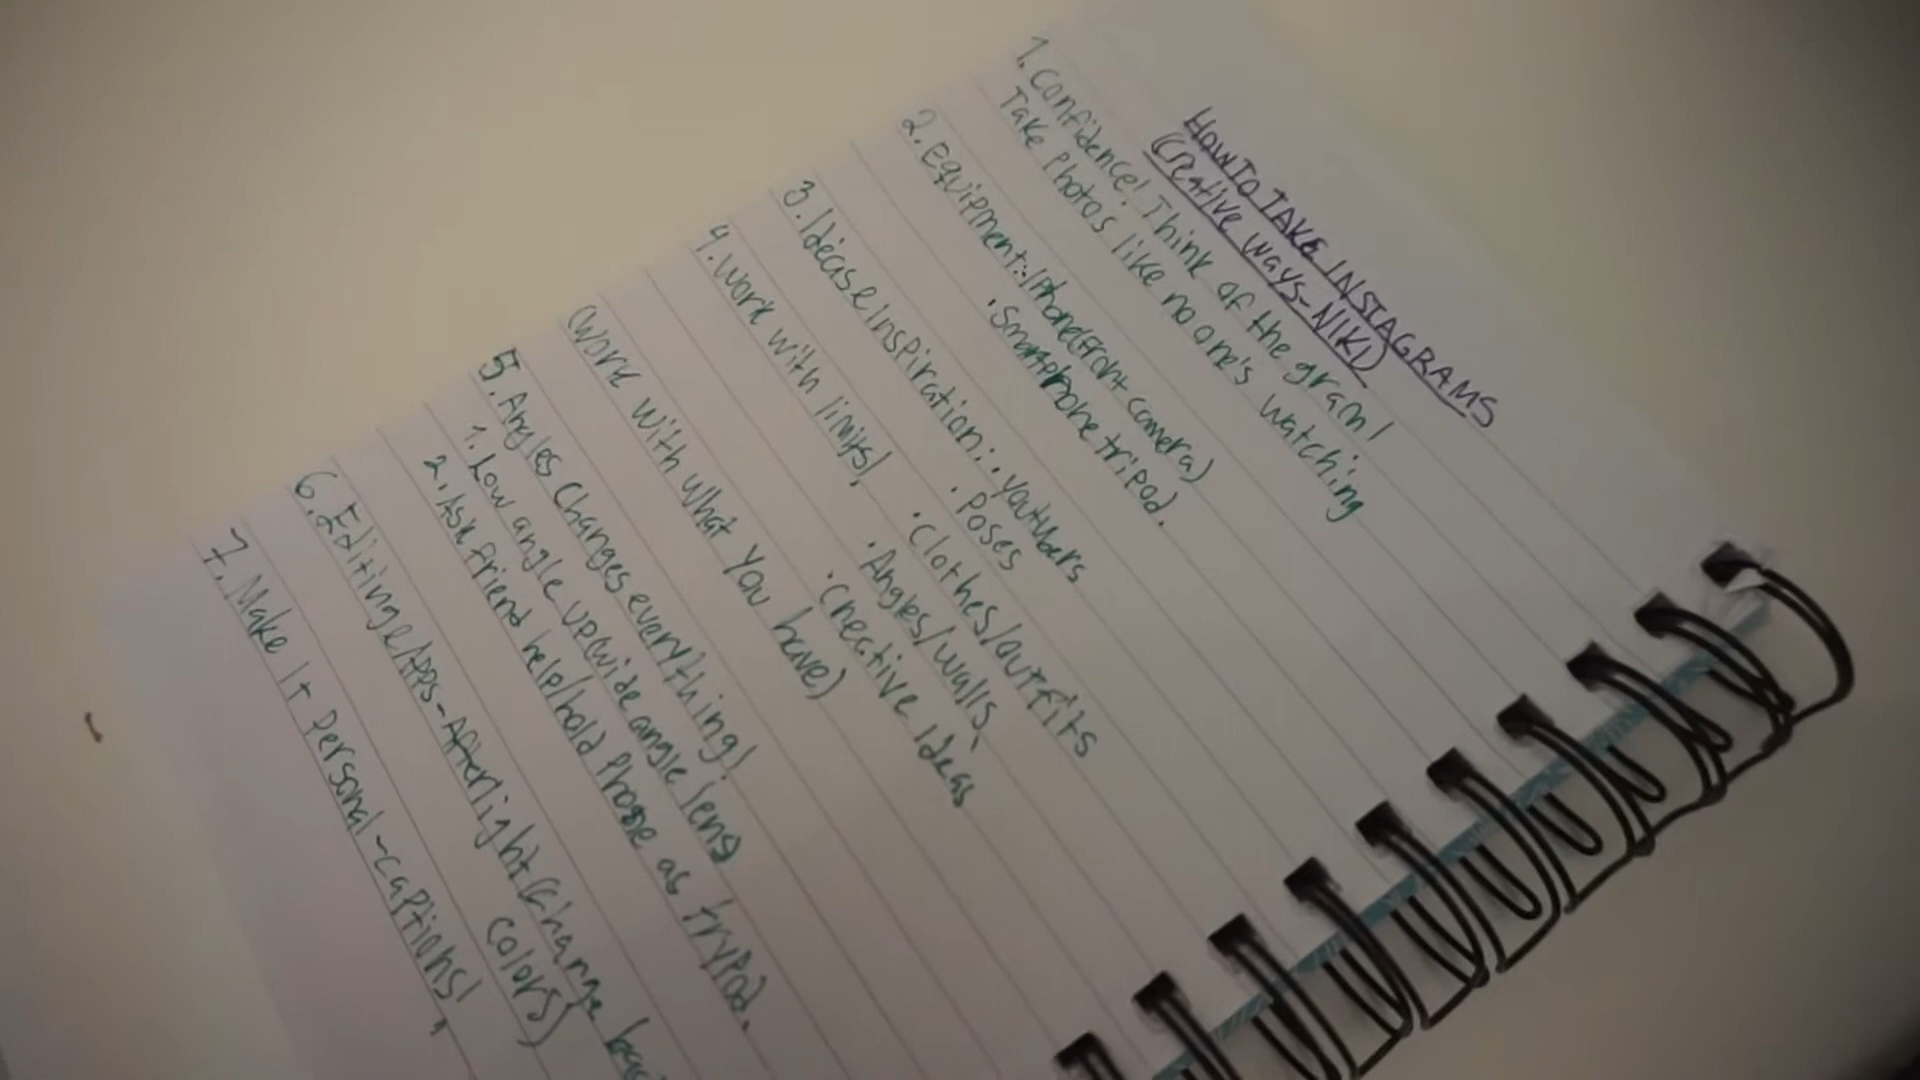 HOW TO TAKE INSTAGRAMS
(Creative ways-NIKI)
1. Confidence! Think of the gram!
Take Photos like no one's watching
2. Equipment: iPhone(Front camera)
• Smartphone tripod.
3. Ideas & Inspiration: • youtubers
• Poses
• Clothes/outfits
• Angles/walls
• Creative Ideas
4. Work with limits!
(Work with what you have)
5. Angles Changes everything!
1. Low angle up(wide angle lens)
2. Ask friend help/hold Phone as trypod.
6. Editing&/Apps-Afterlight(Change
colors)
7. Make It Personal-captions!